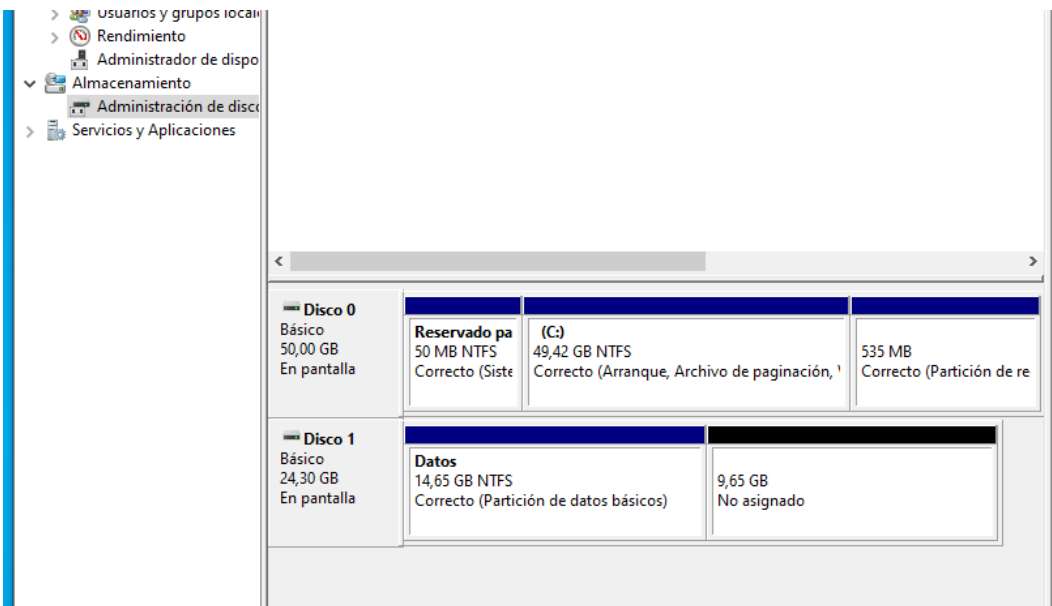 Usuarios y grupos locale
Rendimiento
Administrador de dispo
Almacenamiento
Administración de disco
Servicios y Aplicaciones
Disco 0
Básico
50,00 GB
En pantalla
Reservado pa
50 MB NTFS
Correcto (Siste
(C:)
49,42 GB NTFS
Correcto (Arranque, Archivo de paginación,
535 MB
Correcto (Partición de re
Disco 1
Básico
24,30 GB
En pantalla
Datos
14,65 GB NTFS
Correcto (Partición de datos básicos)
9,65 GB
No asignado